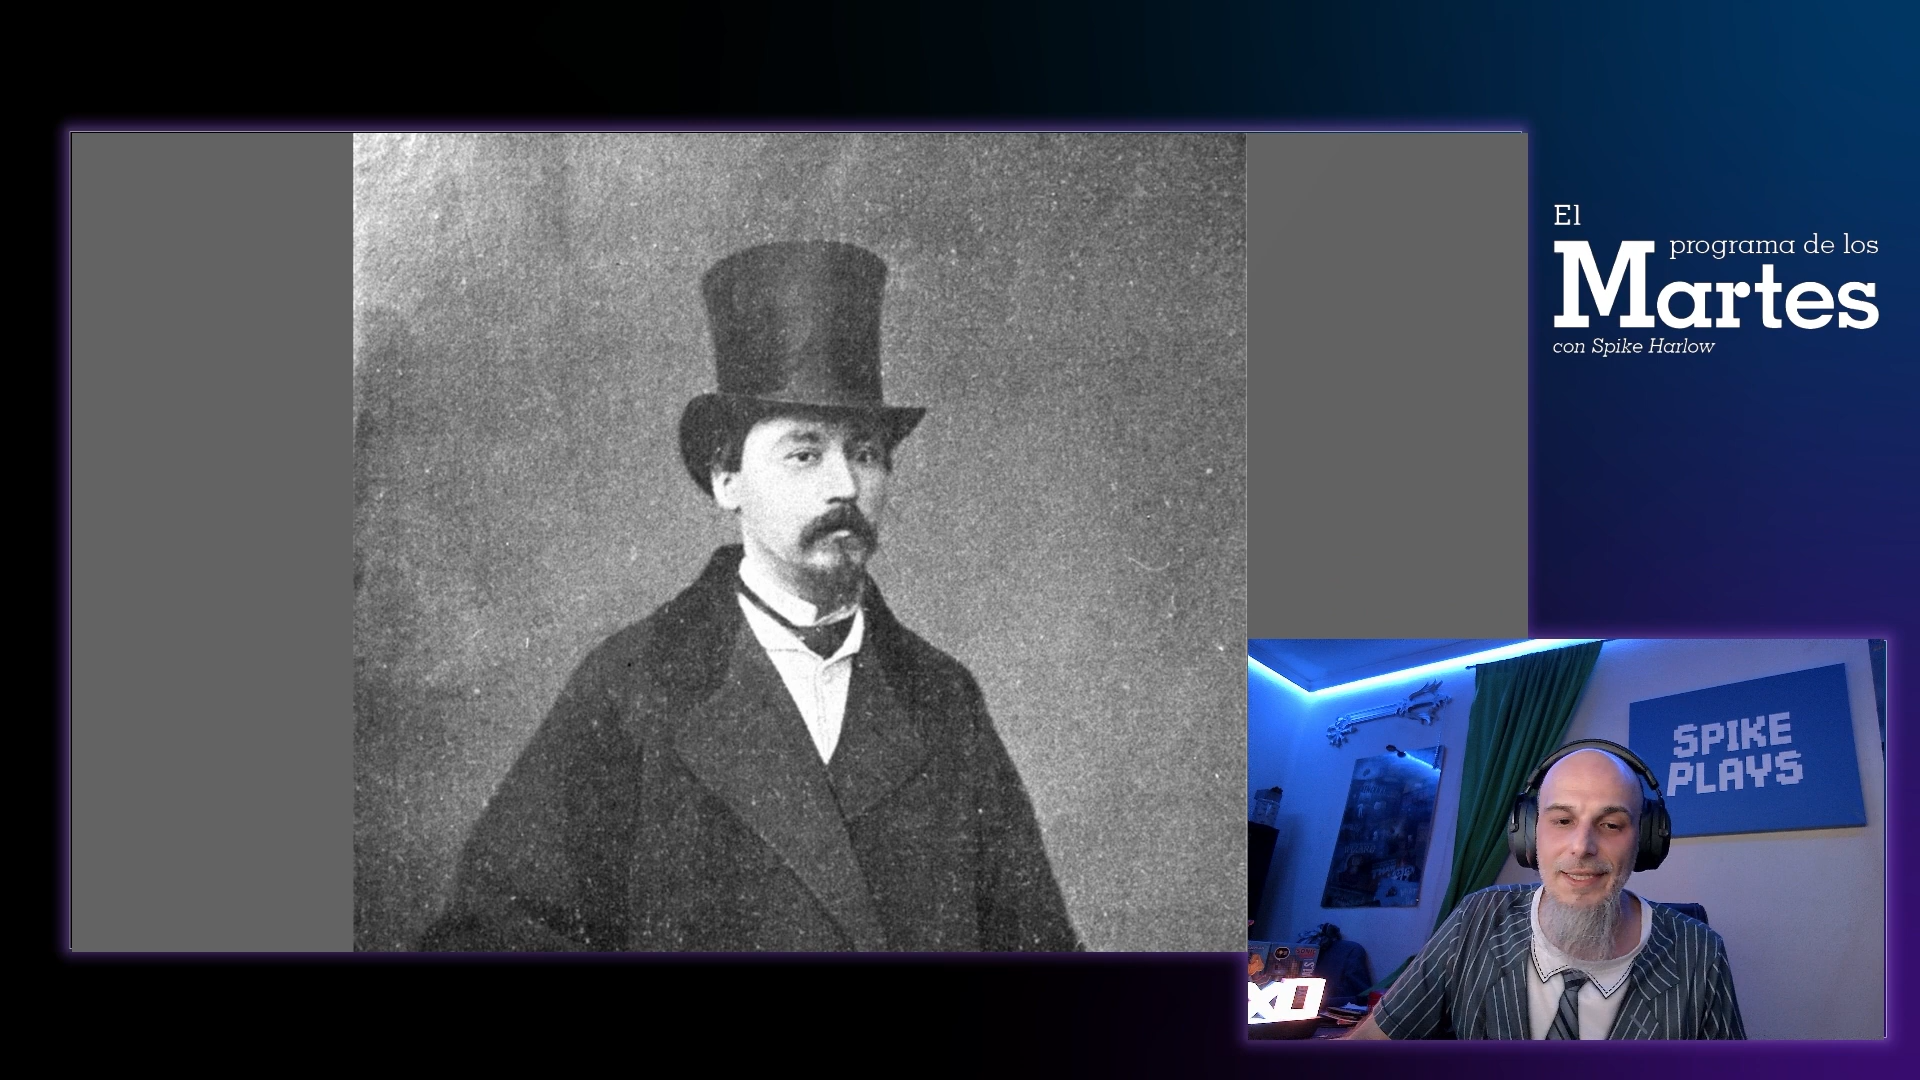 El
programa de los
Martes
con Spike Harlow
SPIKE
PLAYS